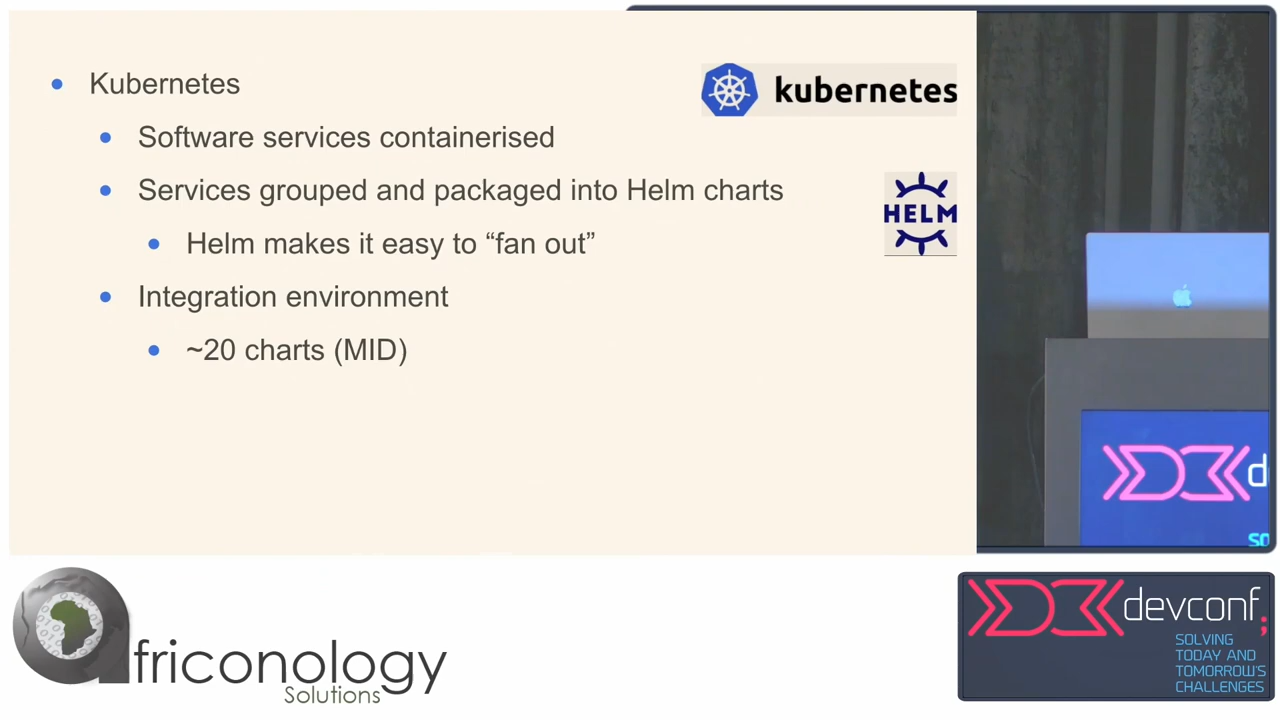 Kubernetes
kubernetes
Software services containerised
Services grouped and packaged into Helm charts
HELM
Helm makes it easy to “fan out”
Integration environment
~20 charts (MID)
africonology
Solutions
devconf;
SOLVING
TODAY AND
TOMORROW'S
CHALLENGES